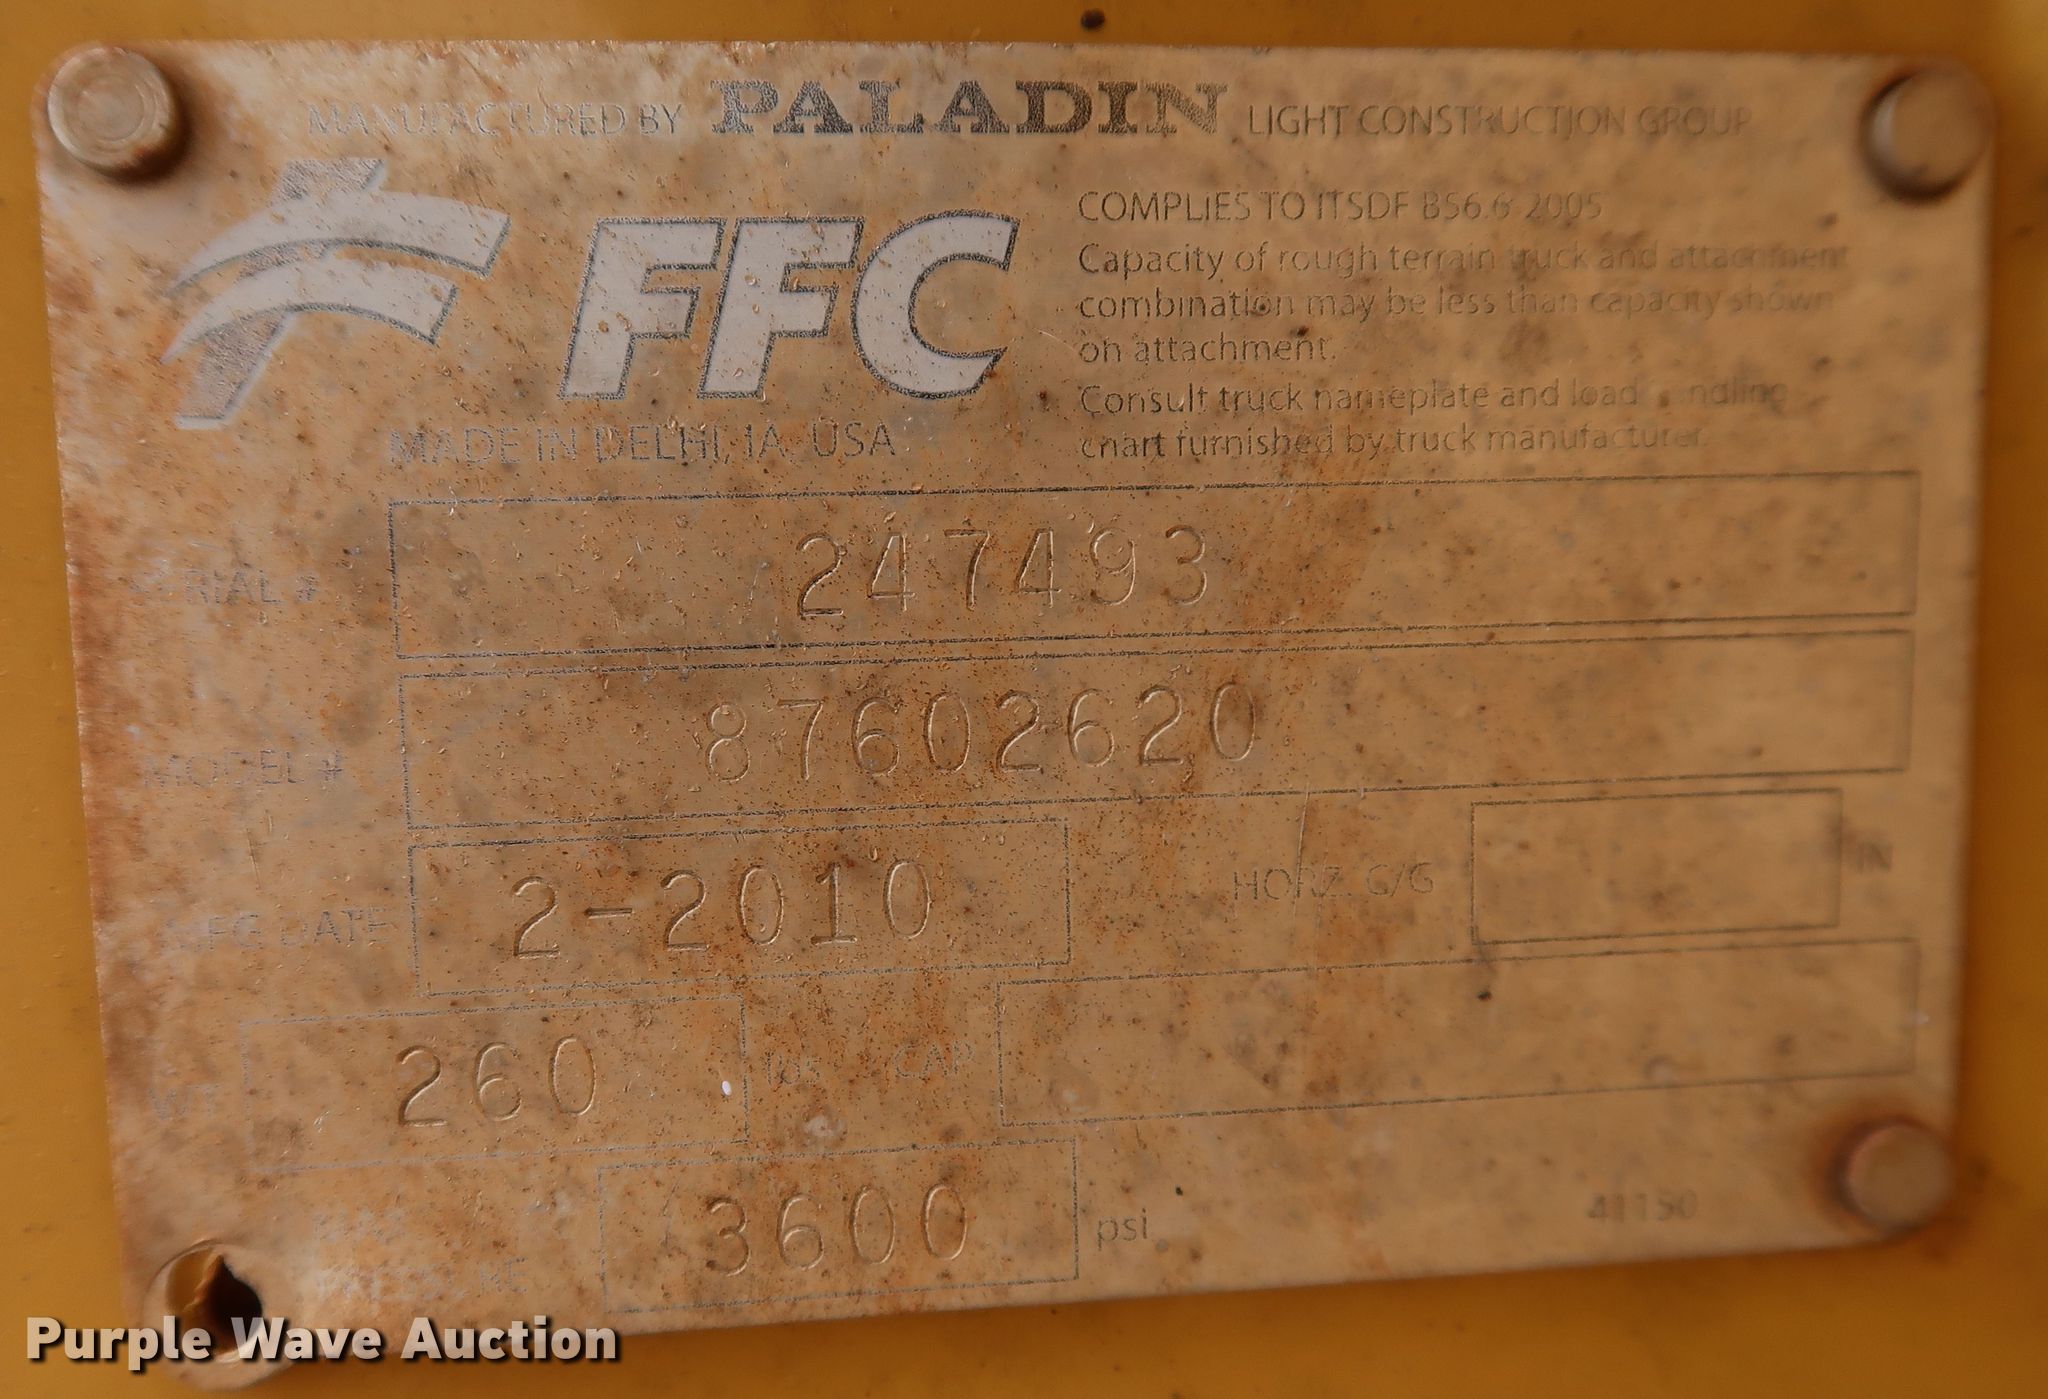 MANUFACTURED BY PALADIN LIGHT CONSTRUCTION GROUP
FFC
MADE IN DELHI, IA. USA
COMPLIES TO ITSDF B56.6 2005
Capacity of rough terrain truck and attachment
combination may be less than capacity shown
on attachment.
Consult truck nameplate and load handling
chart furnished by truck manufacturer.
SERIAL # 247493
MODEL # 87602620
MFG DATE 2-2010 HORZ. C/G IN
WT 260 lbs CAP
MAX PRESSURE 3600 psi
41150
Purple Wave Auction